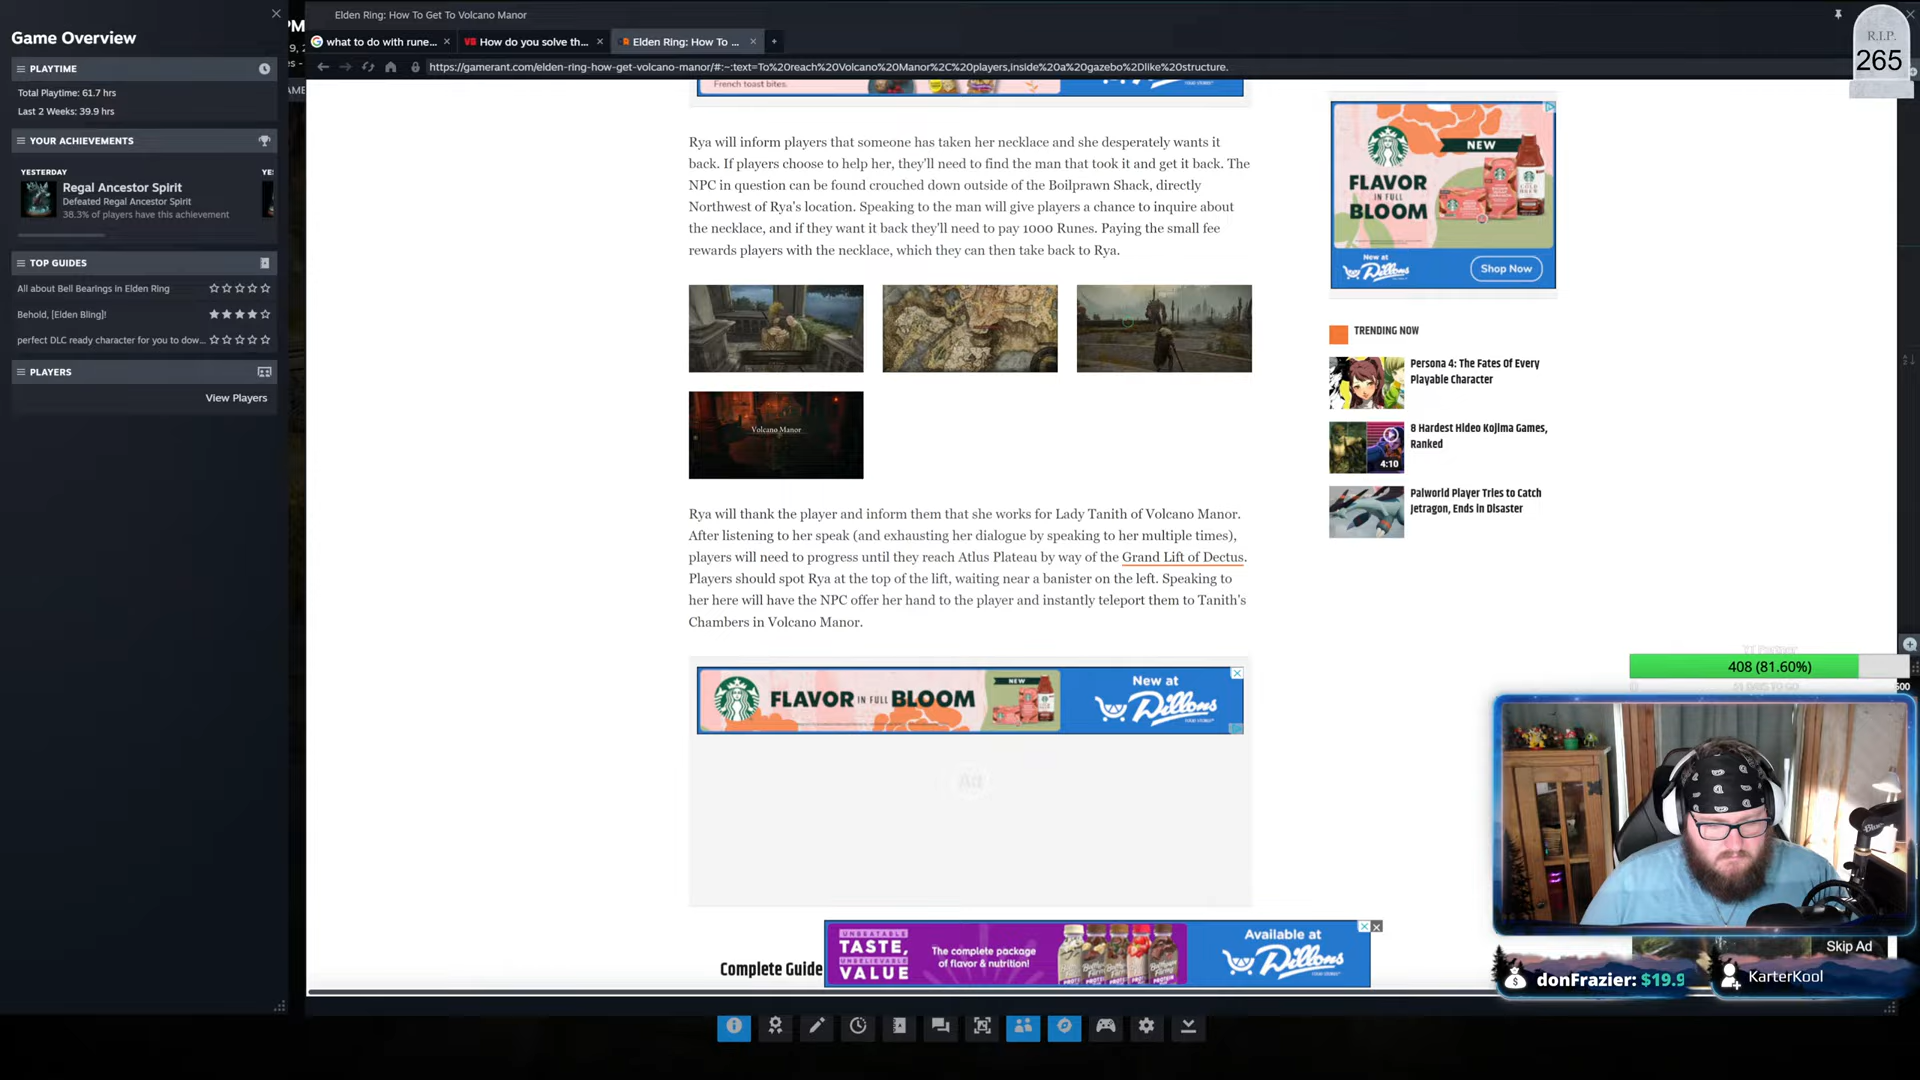 Game Overview
PLAYTIME
Total Playtime: 61.7 hrs
Last 2 Weeks: 39.9 hrs
YOUR ACHIEVEMENTS
YESTERDAY
Regal Ancestor Spirit
Defeated Regal Ancestor Spirit
38.3% of players have this achievement
TOP GUIDES
All about Bell Bearings in Elden Ring
Behold, [Elden Bling]!
perfect DLC ready character for you to dow...
PLAYERS
View Players
Elden Ring: How To Get To Volcano Manor
what to do with rune...
How do you solve th...
Elden Ring: How To ...
https://gamerant.com/elden-ring-how-get-volcano-manor/#:~:text=To%20reach%20Volcano%20Manor%2C%20players,inside%20a%20gazebo%2Dlike%20structure.
R.I.P.
265
French toast bites.
Rya will inform players that someone has taken her necklace and she desperately wants it
back. If players choose to help her, they'll need to find the man that took it and get it back. The
NPC in question can be found crouched down outside of the Boilprawn Shack, directly
Northwest of Rya's location. Speaking to the man will give players a chance to inquire about
the necklace, and if they want it back they'll need to pay 1000 Runes. Paying the small fee
rewards players with the necklace, which they can then take back to Rya.
Volcano Manor
Rya will thank the player and inform them that she works for Lady Tanith of Volcano Manor.
After listening to her speak (and exhausting her dialogue by speaking to her multiple times),
players will need to progress until they reach Atlus Plateau by way of the Grand Lift of Dectus.
Players should spot Rya at the top of the lift, waiting near a banister on the left. Speaking to
her here will have the NPC offer her hand to the player and instantly teleport them to Tanith's
Chambers in Volcano Manor.
NEW
FLAVOR IN FULL BLOOM
New at
Dillons
Ad
Complete Guide
UNBEATABLE
TASTE,
UNBELIEVABLE
VALUE
The complete package
of flavor & nutrition!
Available at
Dillons
NEW
FLAVOR
IN FULL
BLOOM
New at
Dillons
Shop Now
TRENDING NOW
Persona 4: The Fates Of Every
Playable Character
8 Hardest Hideo Kojima Games,
Ranked
4:10
Palworld Player Tries to Catch
Jetragon, Ends in Disaster
408 (81.60%)
Skip Ad
donFrazier: $19.9
KarterKool